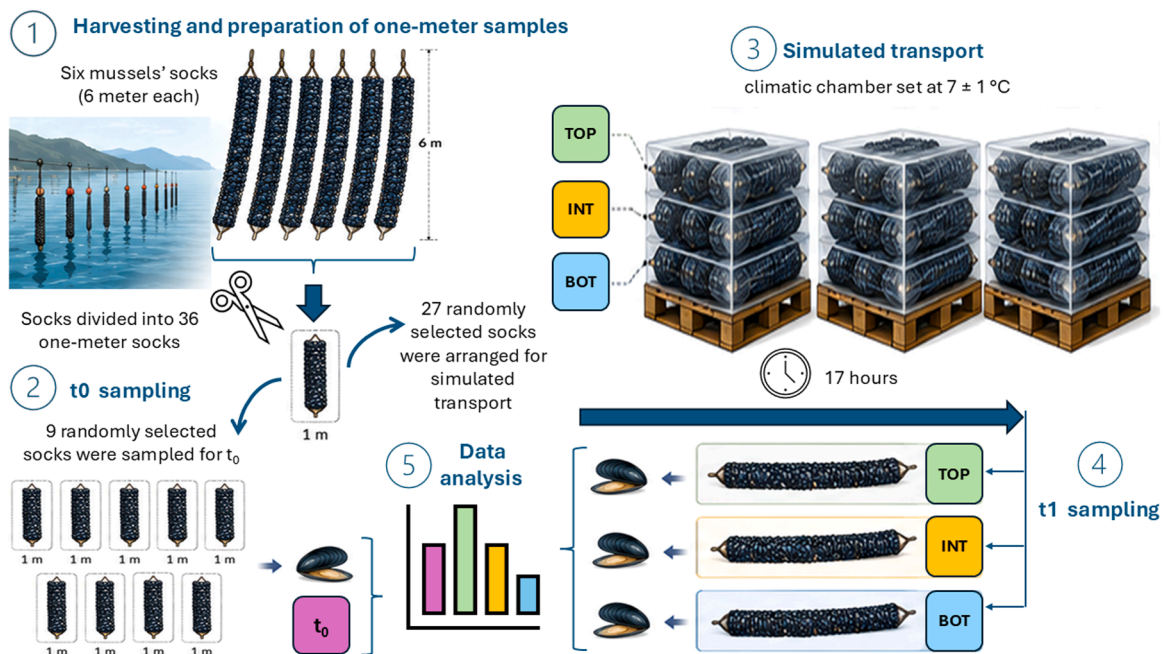 1
Harvesting and preparation of one-meter samples
Six mussels' socks
(6 meter each)
6 m
Socks divided into 36
one-meter socks
1 m
27 randomly
selected socks
were arranged for
simulated
transport
2
t0 sampling
9 randomly selected
socks were sampled for t₀
1 m
1 m
1 m
1 m
1 m
1 m
1 m
1 m
1 m
t₀
3
Simulated transport
climatic chamber set at 7 ± 1 °C
TOP
INT
BOT
17 hours
4
t1 sampling
TOP
INT
BOT
5
Data
analysis